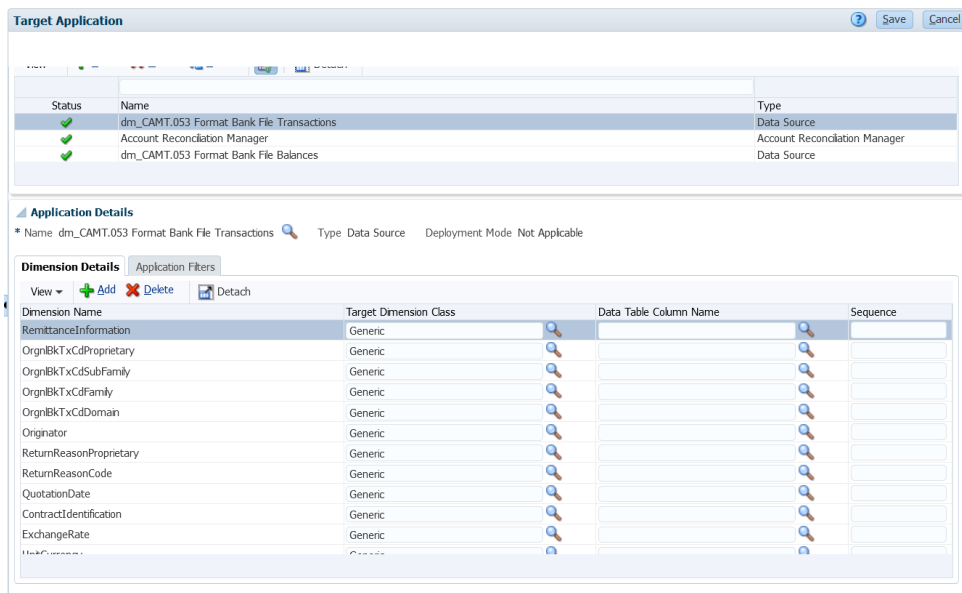 Target Application
Save Cancel
Detach
Status Name Type
dm_CAMT.053 Format Bank File Transactions Data Source
Account Reconciliation Manager Account Reconciliation Manager
dm_CAMT.053 Format Bank File Balances Data Source
Application Details
* Name dm_CAMT.053 Format Bank File Transactions Type Data Source Deployment Mode Not Applicable
Dimension Details Application Filters
View Add Delete Detach
Dimension Name Target Dimension Class Data Table Column Name Sequence
RemittanceInformation Generic
OrgnlBkTxCdProprietary Generic
OrgnlBkTxCdSubFamily Generic
OrgnlBkTxCdFamily Generic
OrgnlBkTxCdDomain Generic
Originator Generic
ReturnReasonProprietary Generic
ReturnReasonCode Generic
QuotationDate Generic
ContractIdentification Generic
ExchangeRate Generic
UnitCurrency Generic